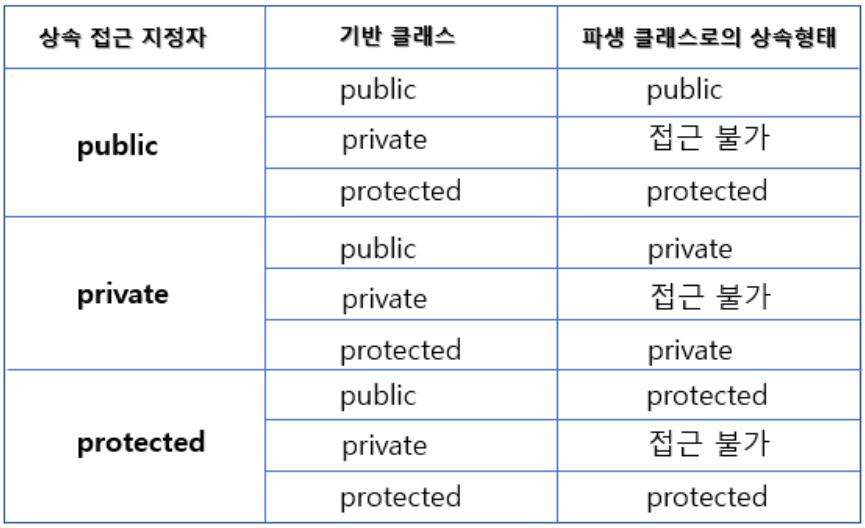 상속 접근 지정자 기반 클래스 파생 클래스로의 상속형태
public public public
private 접근 불가
protected protected
private public private
private 접근 불가
protected private
protected public protected
private 접근 불가
protected protected